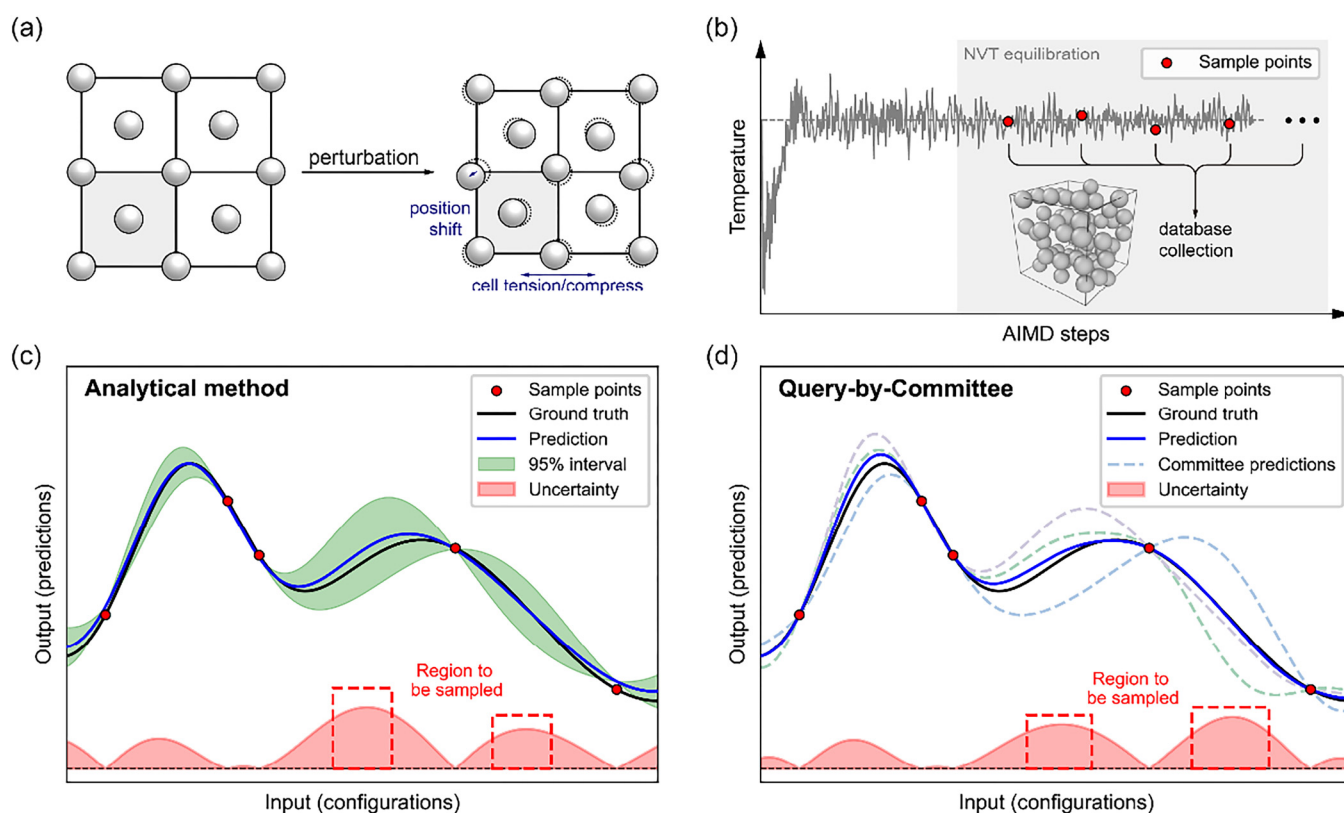 (a)
perturbation
position
shift
cell tension/compress
(b)
NVT equilibration
Sample points
Temperature
database
collection
AIMD steps
(c)
Analytical method
Sample points
Ground truth
Prediction
95% interval
Uncertainty
Region to
be sampled
Output (predictions)
Input (configurations)
(d)
Query-by-Committee
Sample points
Ground truth
Prediction
Committee predictions
Uncertainty
Region to
be sampled
Output (predictions)
Input (configurations)